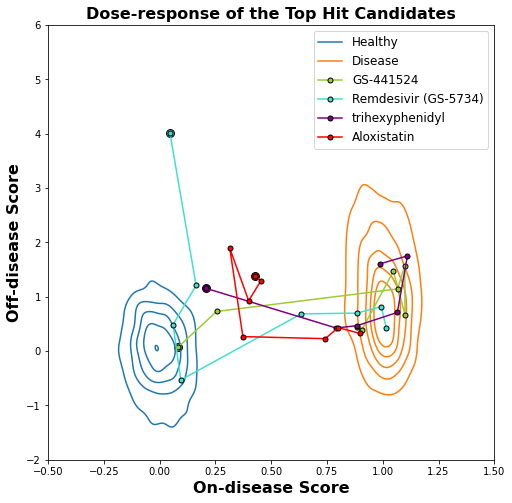 Dose-response of the Top Hit Candidates
Healthy
Disease
GS-441524
Remdesivir (GS-5734)
trihexyphenidyl
Aloxistatin
6
5
4
3
2
1
0
−1
−2
Off-disease Score
−0.50
−0.25
0.00
0.25
0.50
0.75
1.00
1.25
1.50
On-disease Score